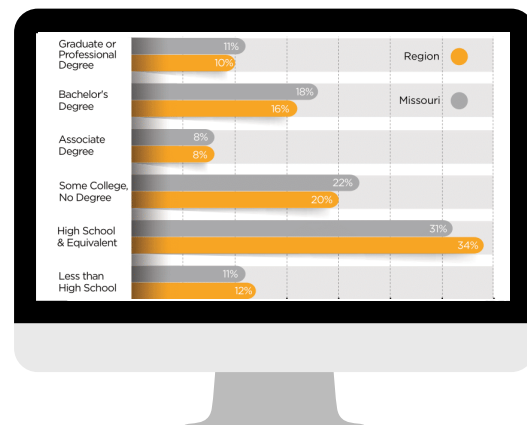 Graduate or
Professional
Degree
11%
10%
Region
Bachelor's
Degree
18%
16%
Missouri
Associate
Degree
8%
8%
Some College,
No Degree
22%
20%
High School
& Equivalent
31%
34%
Less than
High School
11%
12%